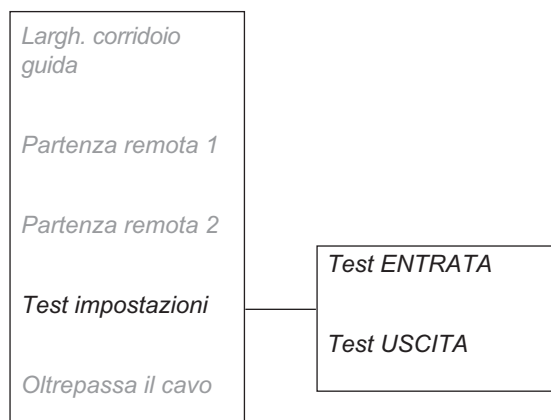 Largh. corridoio
guida
Partenza remota 1
Partenza remota 2
Test impostazioni
Oltrepassa il cavo
Test ENTRATA
Test USCITA